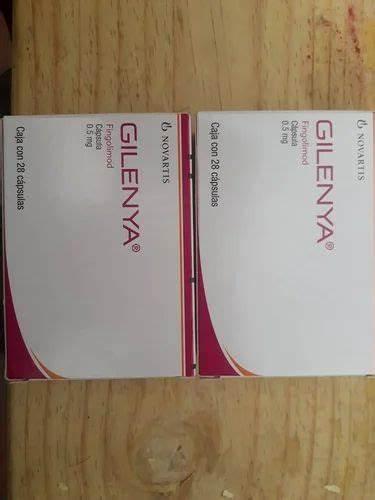 NOVARTIS
GILENYA®
Fingolimod
Cápsula
0.5 mg
Caja con 28 cápsulas
NOVARTIS
GILENYA®
Fingolimod
Cápsula
0.5 mg
Caja con 28 cápsulas